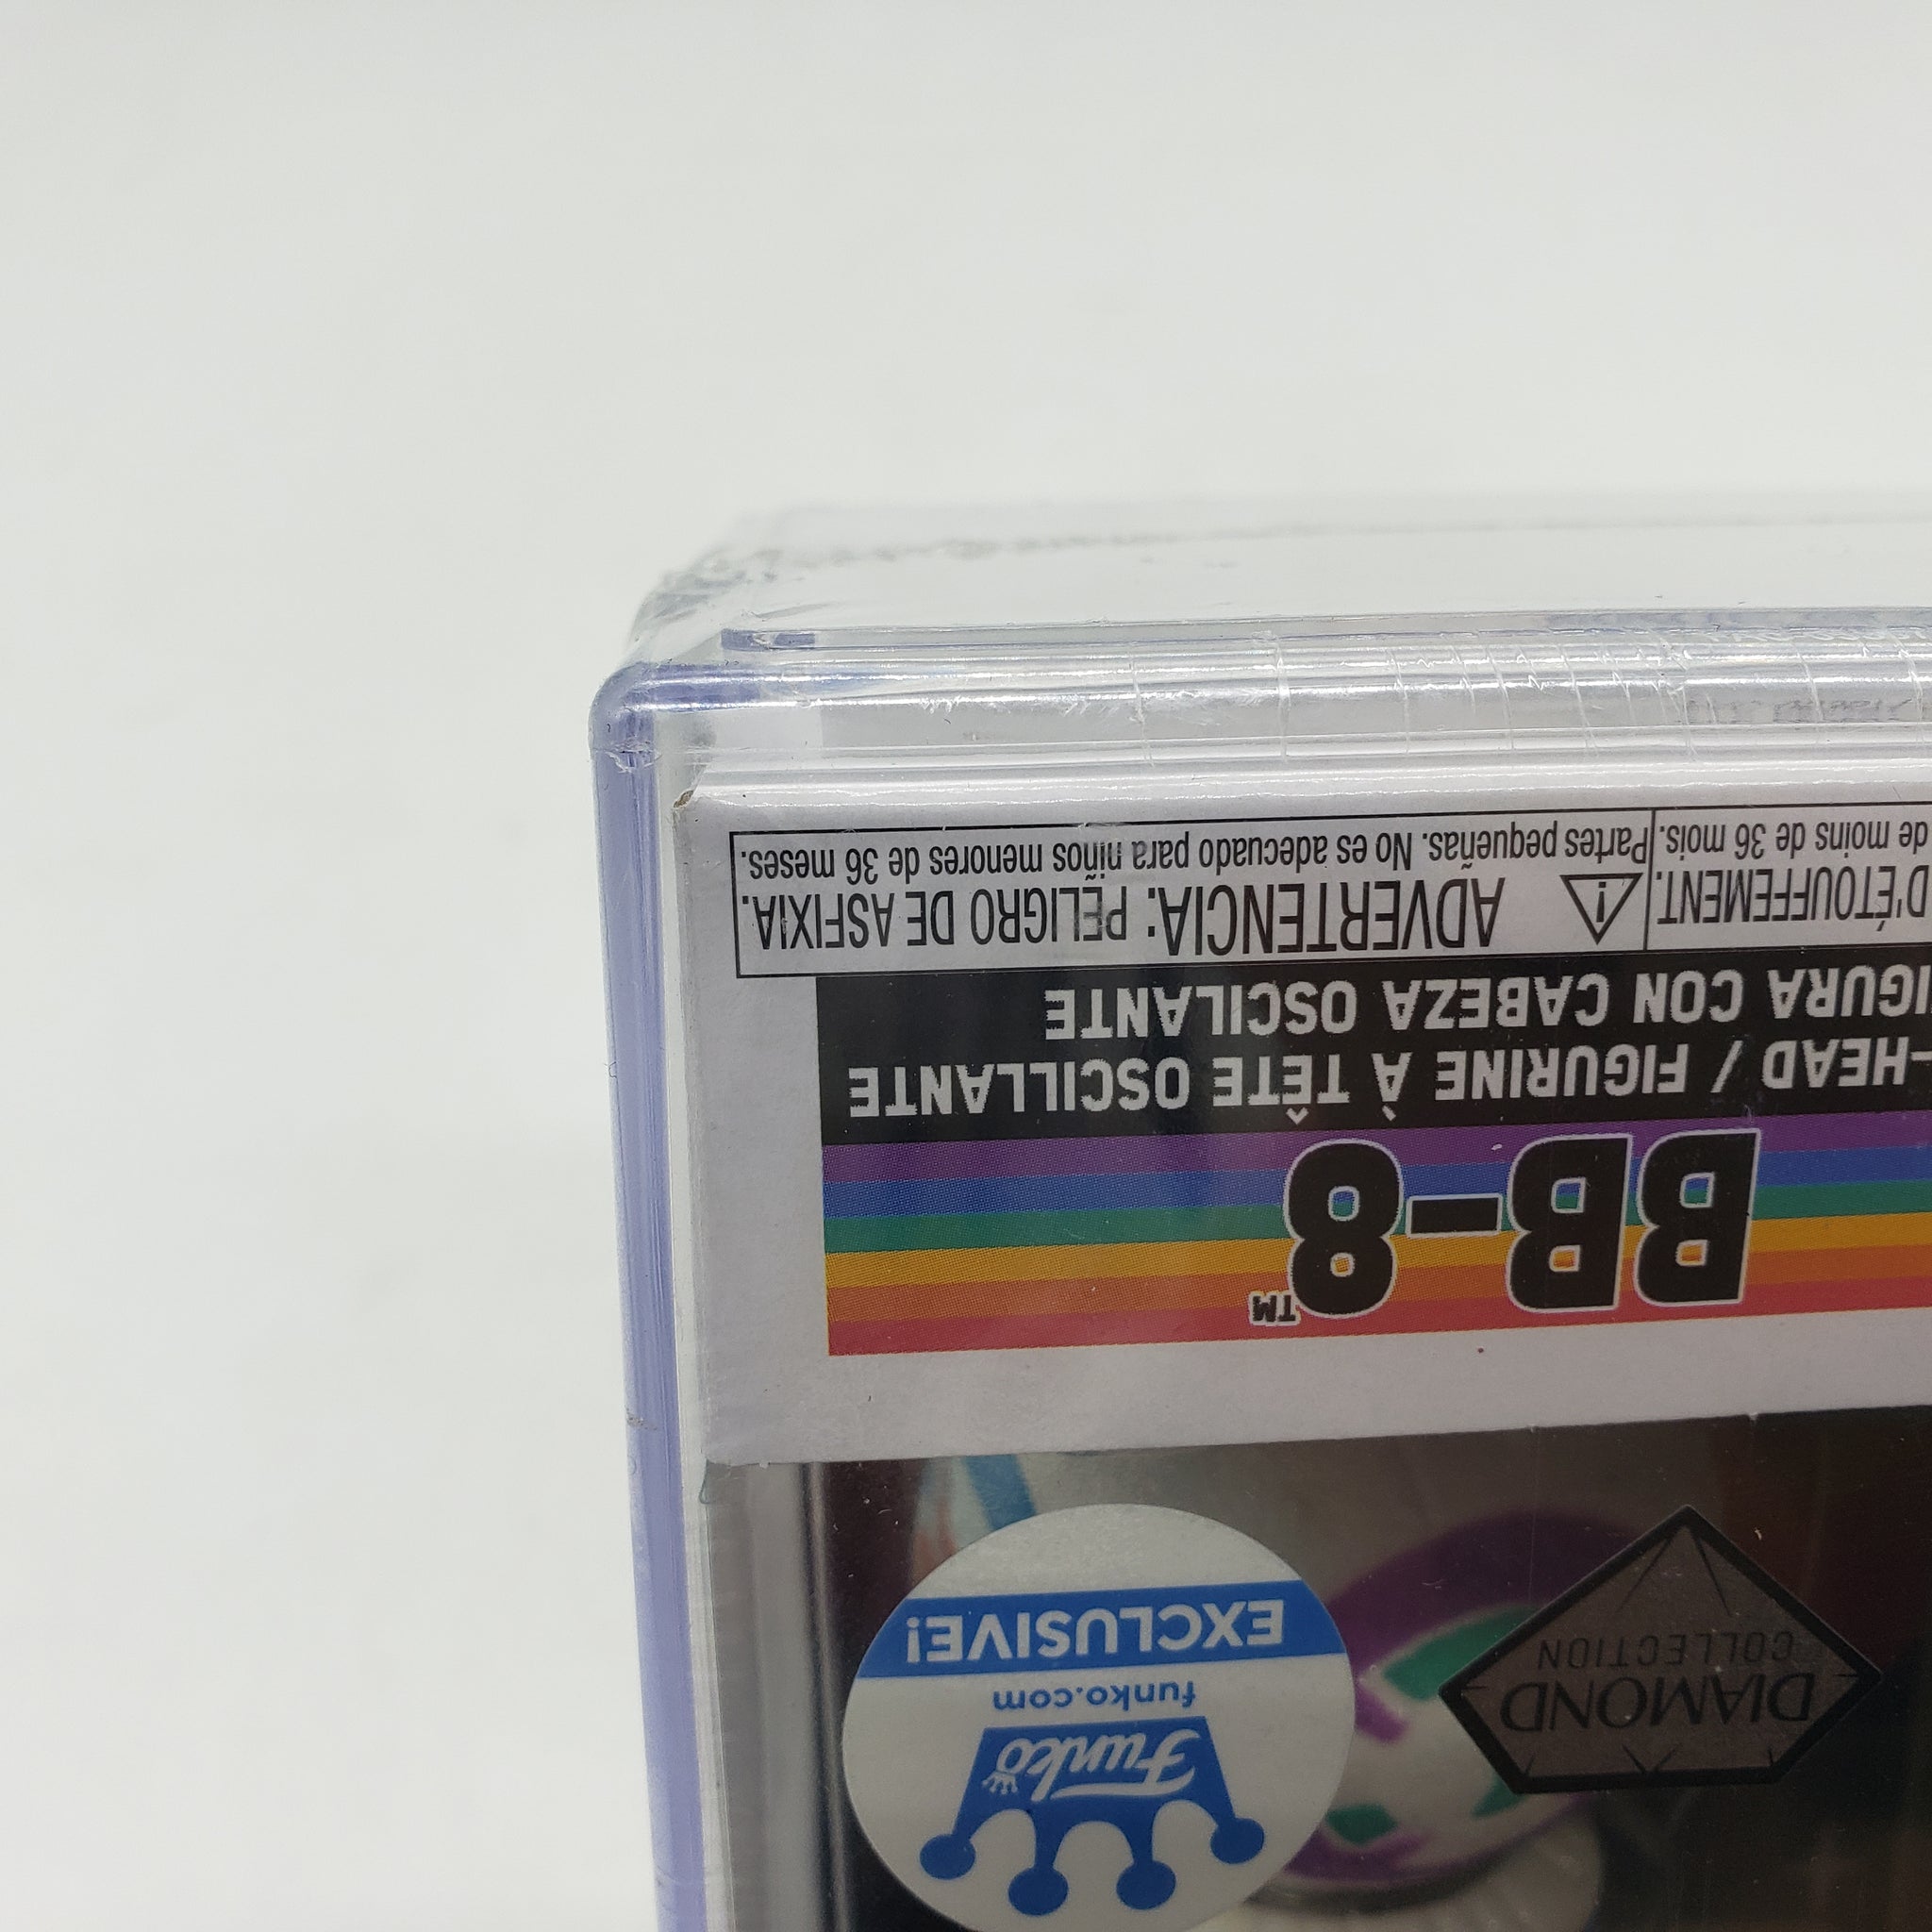 Funko
funko.com
EXCLUSIVE!
DIAMOND
COLLECTION
BB-8™
-HEAD / FIGURINE À TÊTE OSCILLANTE
IGURA CON CABEZA OSCILANTE
D'ÉTOUFFEMENT.
de moins de 36 mois.
ADVERTENCIA: PELIGRO DE ASFIXIA.
Partes pequeñas. No es adecuado para niños menores de 36 meses.